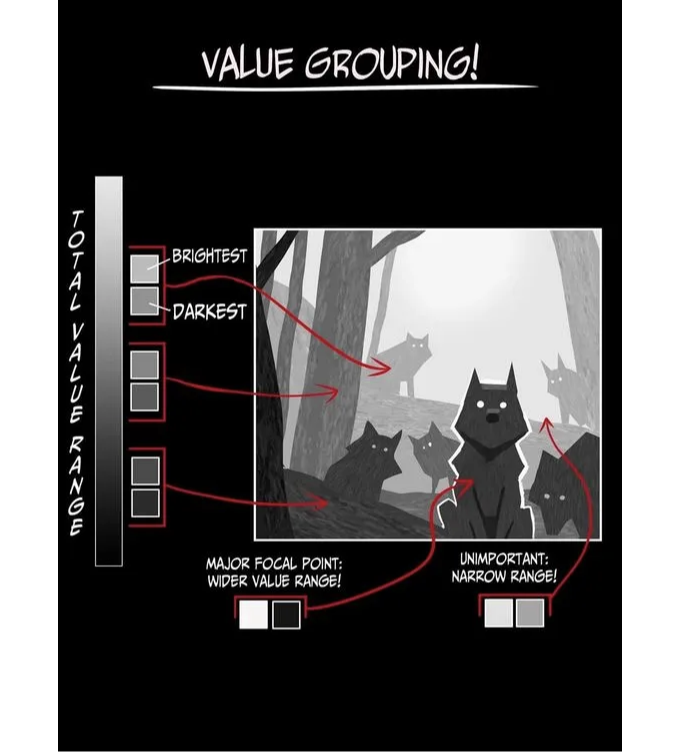 VALUE GROUPING!
TOTAL VALUE RANGE
BRIGHTEST
DARKEST
MAJOR FOCAL POINT:
WIDER VALUE RANGE!
UNIMPORTANT:
NARROW RANGE!